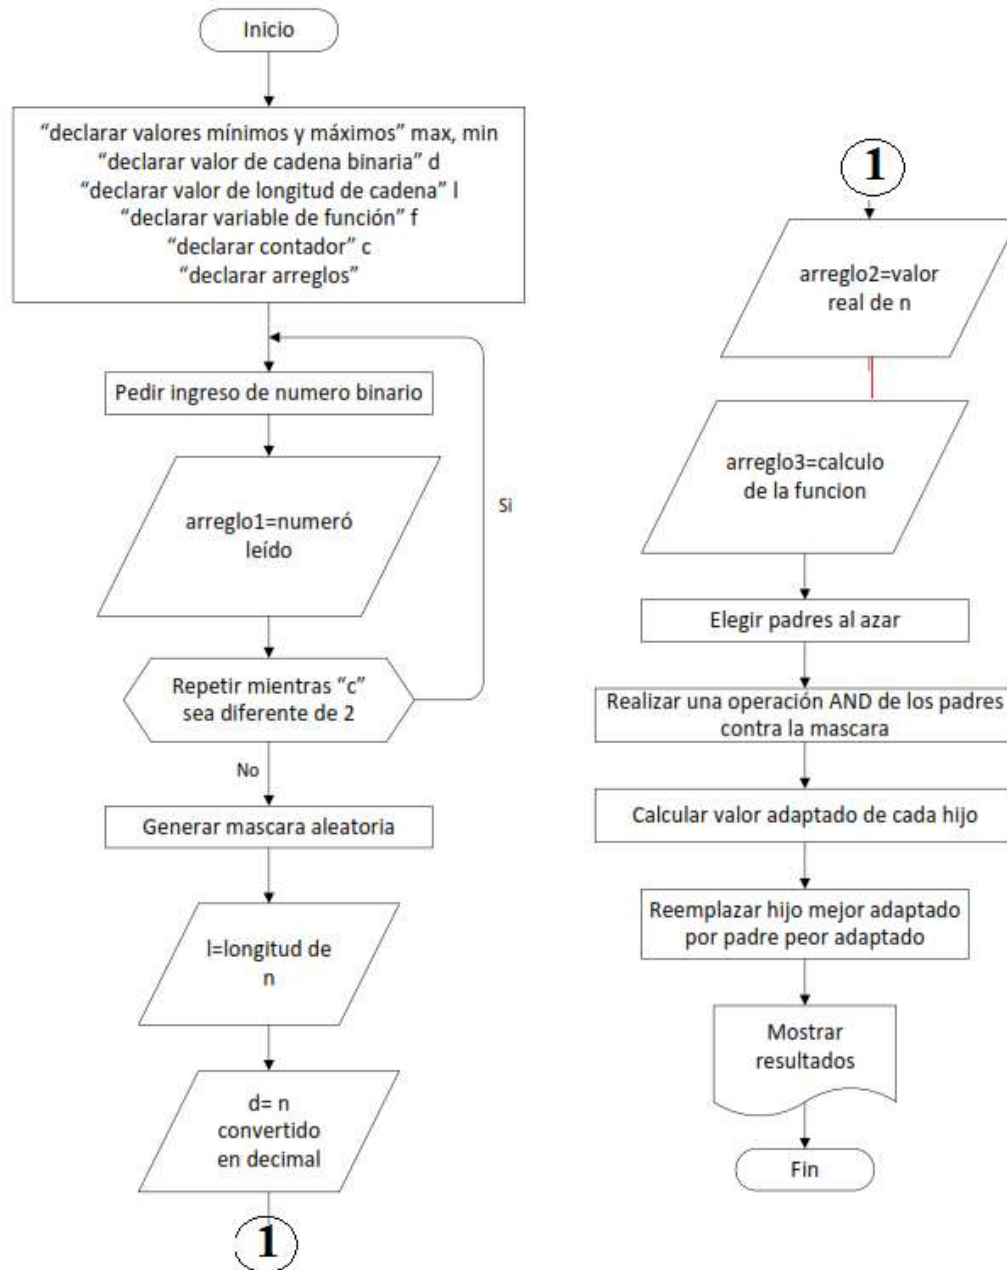 Inicio
“declarar valores mínimos y máximos” max, min
“declarar valor de cadena binaria” d
“declarar valor de longitud de cadena” l
“declarar variable de función” f
“declarar contador” c
“declarar arreglos”
Pedir ingreso de numero binario
arreglo1=numeró
leído
Si
Repetir mientras “c”
sea diferente de 2
No
Generar mascara aleatoria
l=longitud de
n
d= n
convertido
en decimal
1
1
arreglo2=valor
real de n
arreglo3=calculo
de la funcion
Elegir padres al azar
Realizar una operación AND de los padres
contra la mascara
Calcular valor adaptado de cada hijo
Reemplazar hijo mejor adaptado
por padre peor adaptado
Mostrar
resultados
Fin